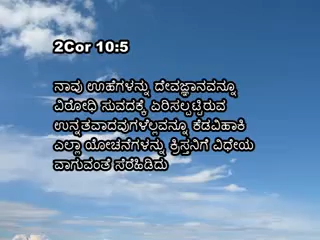 2Cor 10:5
ನಾವು ಊಹೆಗಳನ್ನು ದೇವಜ್ಞಾನವನ್ನೂ
ವಿರೋಧಿ ಸುವದಕ್ಕೆ ಏರಿಸಲ್ಪಟ್ಟಿರುವ
ಉನ್ನತವಾದವುಗಳೆಲ್ಲವನ್ನೂ ಕೆಡವಿಹಾಕಿ
ಎಲ್ಲಾ ಯೋಚನೆಗಳನ್ನು ಕ್ರಿಸ್ತನಿಗೆ ವಿಧೇಯ
ವಾಗುವಂತೆ ಸೆರೆಹಿಡಿದು